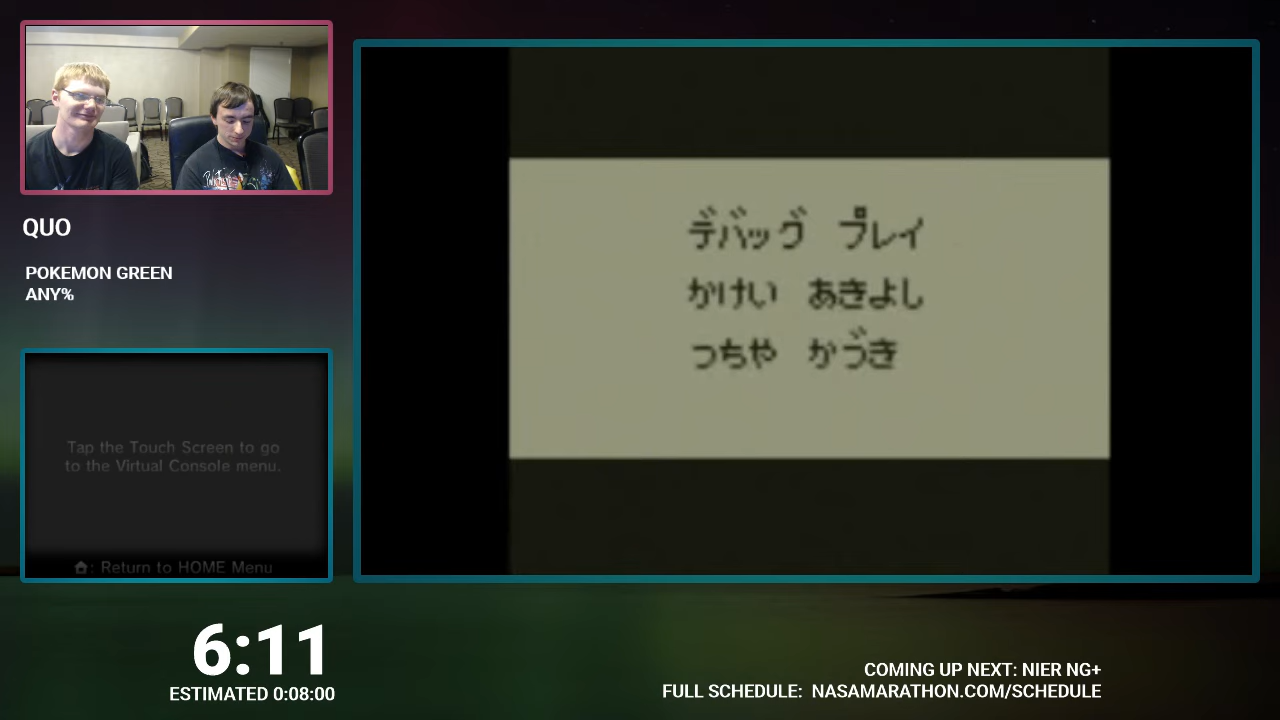 QUO
POKEMON GREEN
ANY%
デバッグ プレイ
かけい あきよし
つちや かづき
Tap the Touch Screen to go
to the Virtual Console menu.
: Return to HOME Menu
6:11
ESTIMATED 0:08:00
COMING UP NEXT: NIER NG+
FULL SCHEDULE: NASAMARATHON.COM/SCHEDULE